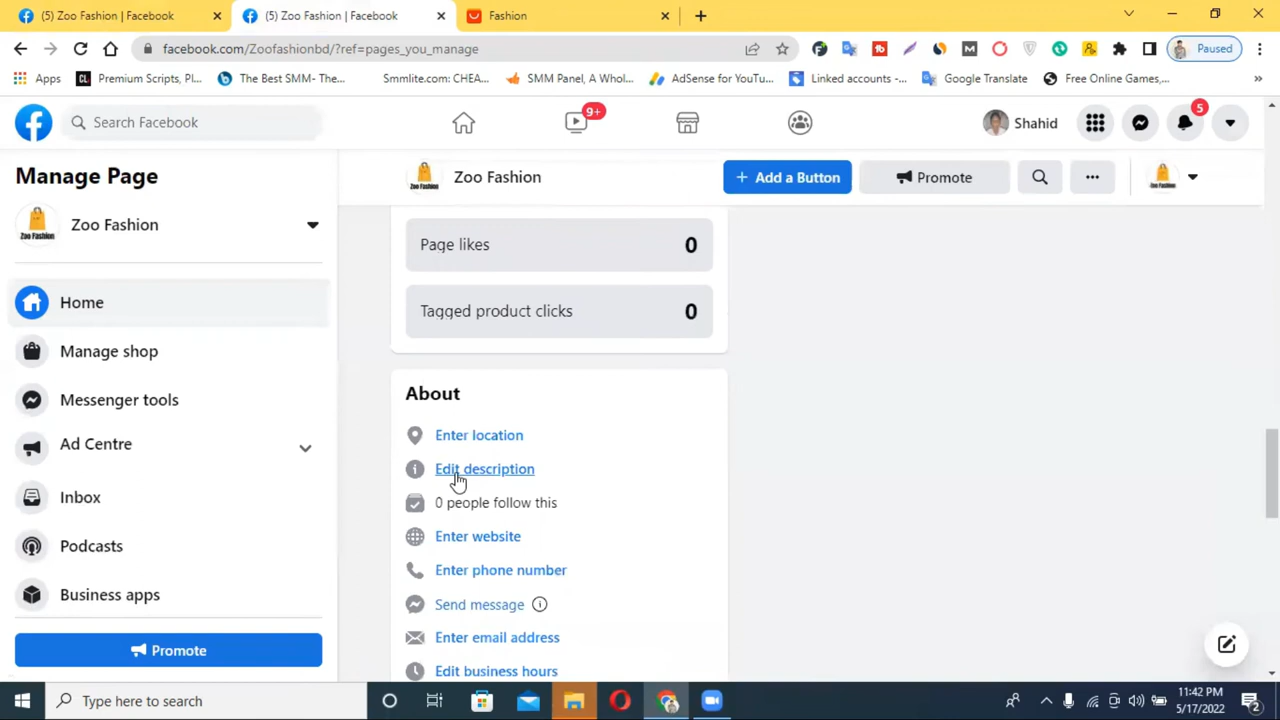 (5) Zoo Fashion | Facebook
(5) Zoo Fashion | Facebook
Fashion
facebook.com/Zoofashionbd/?ref=pages_you_manage
Paused
Apps
Premium Scripts, Pl...
The Best SMM- The...
Smmlite.com: CHEA...
SMM Panel, A Whol...
AdSense for YouTu...
Linked accounts -...
Google Translate
Free Online Games,...
Search Facebook
9+
Shahid
5
Manage Page
Zoo Fashion
Zoo Fashion
Home
Manage shop
Messenger tools
Ad Centre
Inbox
Podcasts
Business apps
Promote
Zoo Fashion
Zoo Fashion
+ Add a Button
Promote
Page likes
0
Tagged product clicks
0
About
Enter location
Edit description
0 people follow this
Enter website
Enter phone number
Send message
Enter email address
Edit business hours
Type here to search
11:42 PM
5/17/2022
2